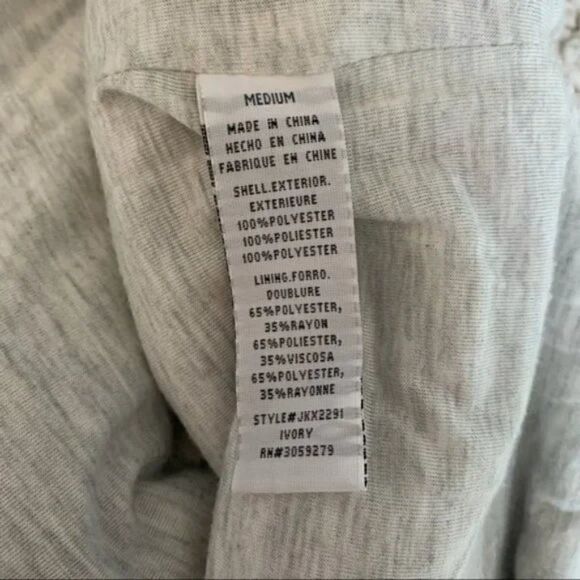 MEDIUM
MADE IN CHINA
HECHO EN CHINA
FABRIQUE EN CHINE
SHELL.EXTERIOR.
EXTERIEURE
100%POLYESTER
100%POLIESTER
100%POLYESTER
LINING.FORRO.
DOUBLURE
65%POLYESTER,
35%RAYON
65%POLIESTER,
35%VISCOSA
65%POLYESTER,
35%RAYONNE
STYLE#JKX2291
IVORY
RN#3059279